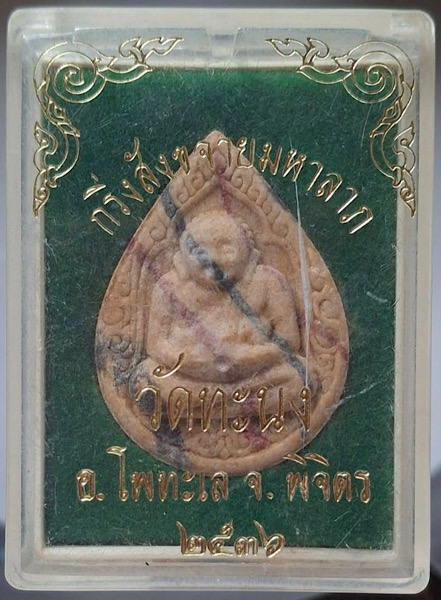 กริ่งสังขจายมหาลาภ
วัดทะนง
อ.โพทะเล จ.พิจิตร
๒๕๓๖